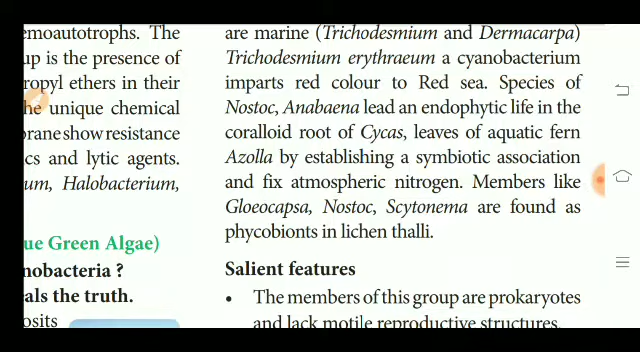 emoautotrophs. The
up is the presence of
ropyl ethers in their
he unique chemical
brane show resistance
cs and lytic agents.
um, Halobacterium,
ue Green Algae)
nobacteria ?
als the truth.
osits
are marine (Trichodesmium and Dermacarpa)
Trichodesmium erythraeum a cyanobacterium
imparts red colour to Red sea. Species of
Nostoc, Anabaena lead an endophytic life in the
coralloid root of Cycas, leaves of aquatic fern
Azolla by establishing a symbiotic association
and fix atmospheric nitrogen. Members like
Gloeocapsa, Nostoc, Scytonema are found as
phycobionts in lichen thalli.
Salient features
• The members of this group are prokaryotes
and lack motile reproductive structures.